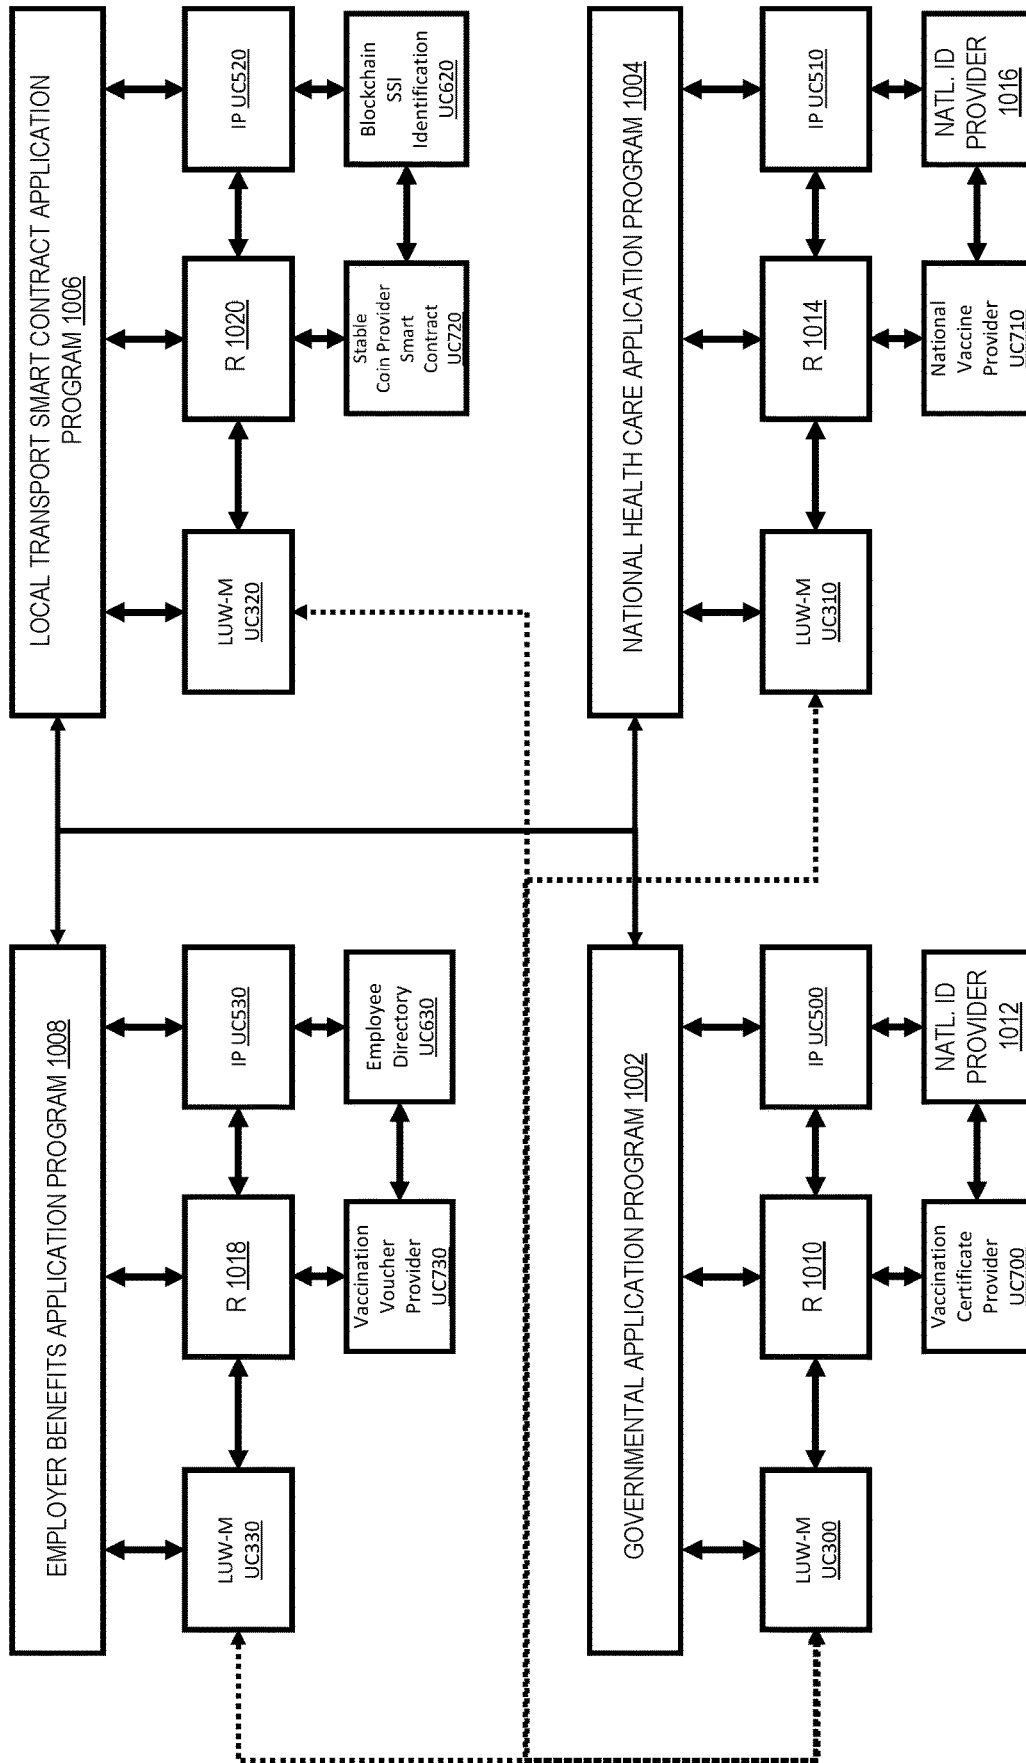 EMPLOYER BENEFITS APPLICATION PROGRAM 1008
LUW-M
UC330
R 1018
IP UC530
Vaccination
Voucher
Provider
UC730
Employee
Directory
UC630
LOCAL TRANSPORT SMART CONTRACT APPLICATION
PROGRAM 1006
LUW-M
UC320
R 1020
IP UC520
Stable
Coin Provider
Smart
Contract
UC720
Blockchain
SSI
Identification
UC620
GOVERNMENTAL APPLICATION PROGRAM 1002
LUW-M
UC300
R 1010
IP UC500
Vaccination
Certificate
Provider
UC700
NATL. ID
PROVIDER
1012
NATIONAL HEALTH CARE APPLICATION PROGRAM 1004
LUW-M
UC310
R 1014
IP UC510
National
Vaccine
Provider
UC710
NATL. ID
PROVIDER
1016